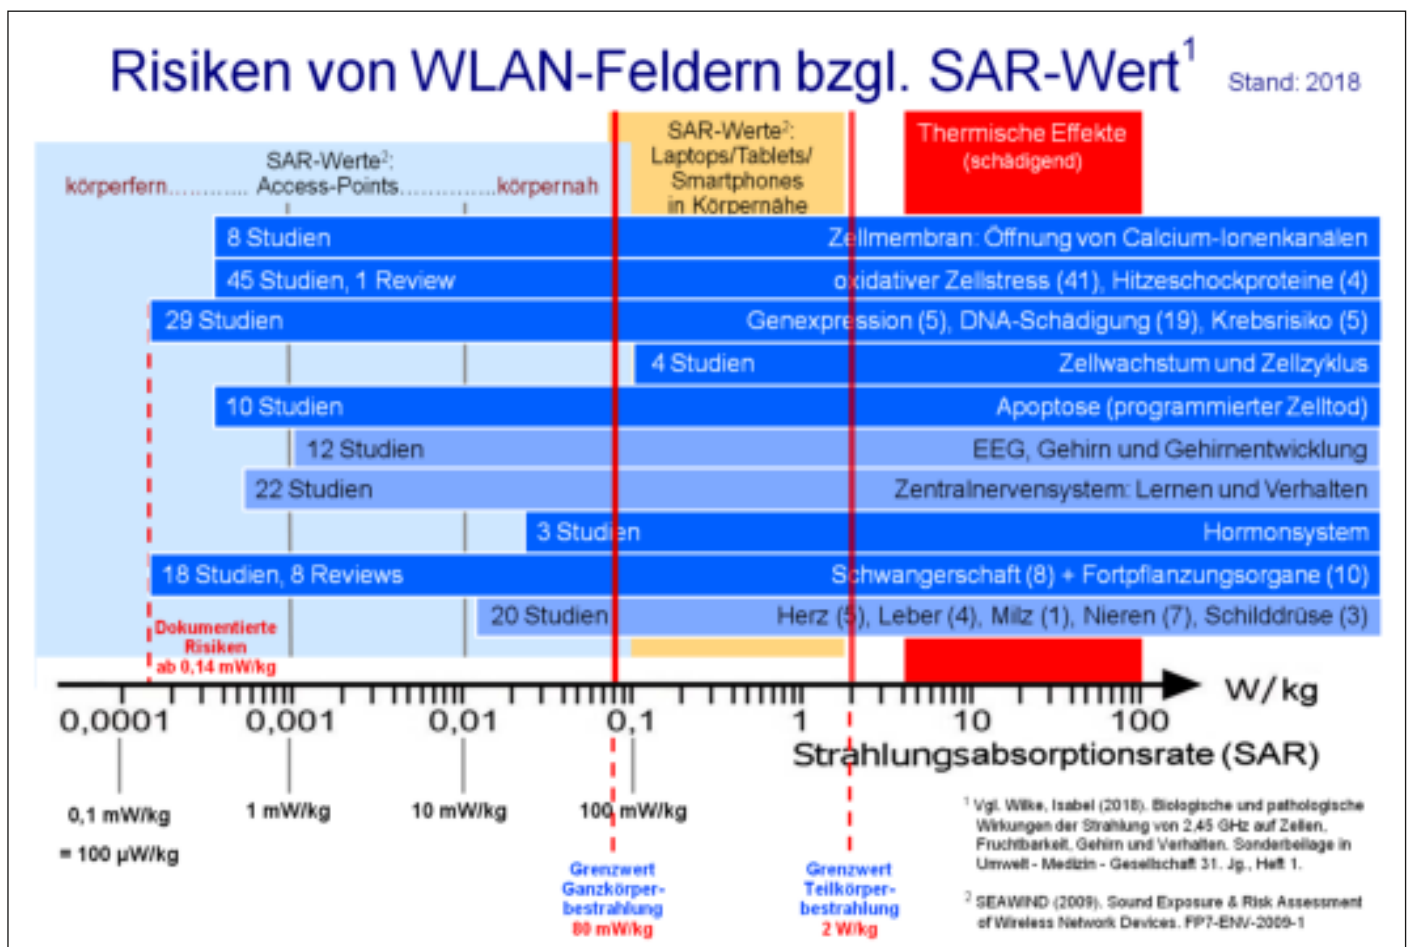 Risiken von WLAN-Feldern bzgl. SAR-Wert1 Stand: 2018
SAR-Werte2:
körperfern............ Access-Points..............körpernah
SAR-Werte2:
Laptops/Tablets/
Smartphones
in Körpernähe
Thermische Effekte
(schädigend)
8 Studien Zellmembran: Öffnung von Calcium-Ionenkanälen
45 Studien, 1 Review oxidativer Zellstress (41), Hitzeschockproteine (4)
29 Studien Genexpression (5), DNA-Schädigung (19), Krebsrisiko (5)
4 Studien Zellwachstum und Zellzyklus
10 Studien Apoptose (programmierter Zelltod)
12 Studien EEG, Gehirn und Gehirnentwicklung
22 Studien Zentralnervensystem: Lernen und Verhalten
3 Studien Hormonsystem
18 Studien, 8 Reviews Schwangerschaft (8) + Fortpflanzungsorgane (10)
20 Studien Herz (5), Leber (4), Milz (1), Nieren (7), Schilddrüse (3)
Dokumentierte
Risiken
ab 0,14 mW/kg
W/kg
0,0001 0,001 0,01 0,1 1 10 100
Strahlungsabsorptionsrate (SAR)
0,1 mW/kg 1 mW/kg 10 mW/kg 100 mW/kg
= 100 µW/kg
Grenzwert
Ganzkörper-
bestrahlung
80 mW/kg
Grenzwert
Teilkörper-
bestrahlung
2 W/kg
1 Vgl. Wilke, Isabel (2018). Biologische und pathologische
Wirkungen der Strahlung von 2,45 GHz auf Zellen,
Fruchtbarkeit, Gehirn und Verhalten. Sonderbeilage in
Umwelt - Medizin - Gesellschaft 31. Jg., Heft 1.
2 SEAWIND (2009). Sound Exposure & Risk Assessment
of Wireless Network Devices. FP7-ENV-2009-1